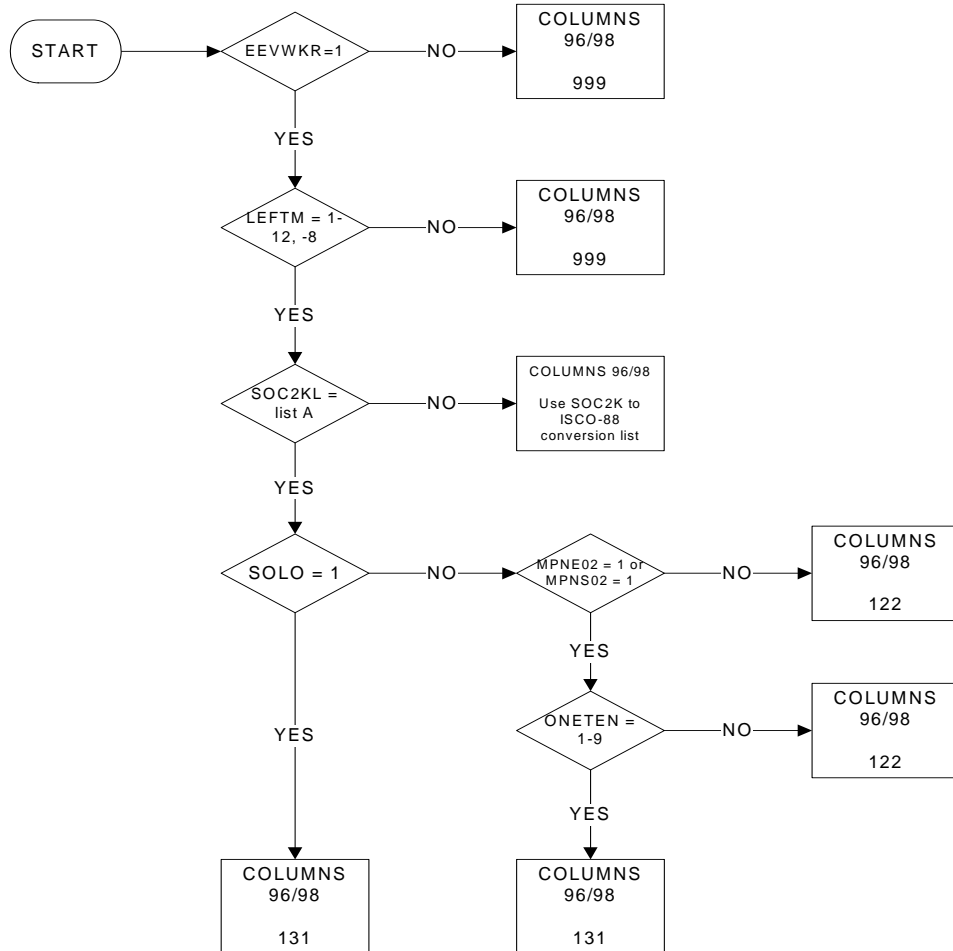 START
EEVWKR=1
NO
COLUMNS
96/98
999
YES
LEFTM = 1-
12, -8
NO
COLUMNS
96/98
999
YES
SOC2KL =
list A
NO
COLUMNS 96/98
Use SOC2K to
ISCO-88
conversion list
YES
SOLO = 1
NO
MPNE02 = 1 or
MPNS02 = 1
NO
COLUMNS
96/98
122
YES
ONETEN =
1-9
NO
COLUMNS
96/98
122
YES
YES
COLUMNS
96/98
131
COLUMNS
96/98
131